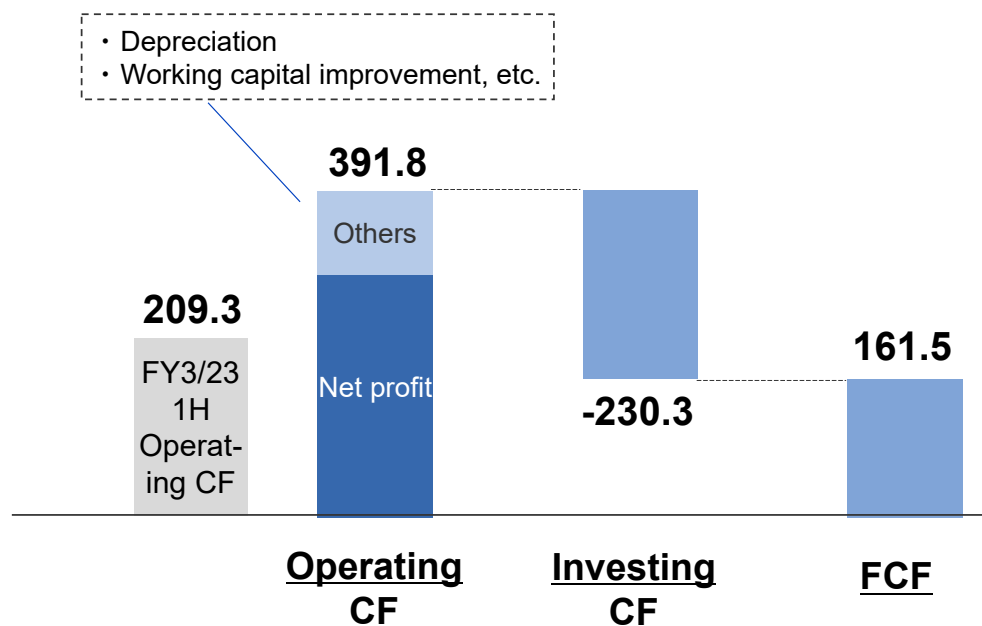 ・Depreciation
・Working capital improvement, etc.
391.8
Others
Net profit
209.3
FY3/23
1H
Operat-
ing CF
-230.3
161.5
Operating
CF
Investing
CF
FCF